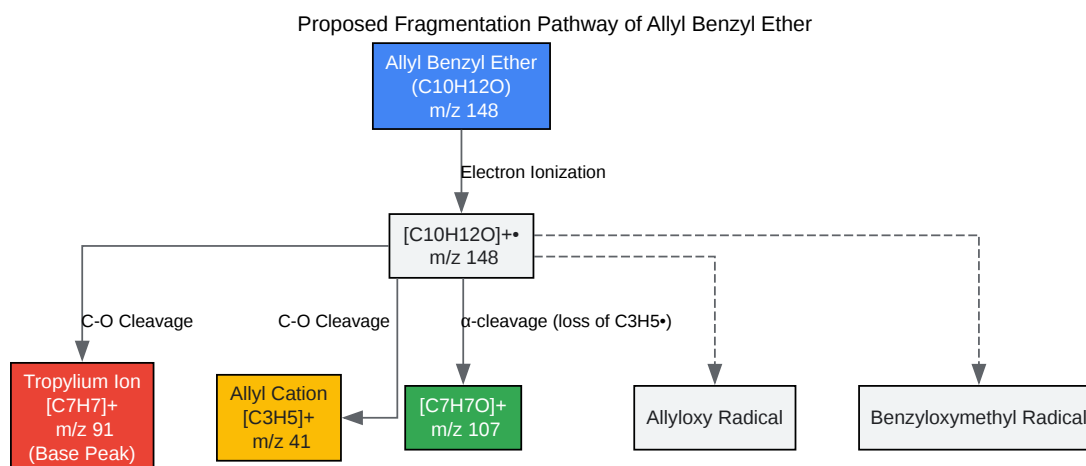 Proposed Fragmentation Pathway of Allyl Benzyl Ether
Allyl Benzyl Ether
(C10H12O)
m/z 148
Electron Ionization
[C10H12O]+•
m/z 148
C-O Cleavage
C-O Cleavage
α-cleavage (loss of C3H5•)
Tropylium Ion
[C7H7]+
m/z 91
(Base Peak)
Allyl Cation
[C3H5]+
m/z 41
[C7H7O]+
m/z 107
Allyloxy Radical
Benzyloxymethyl Radical